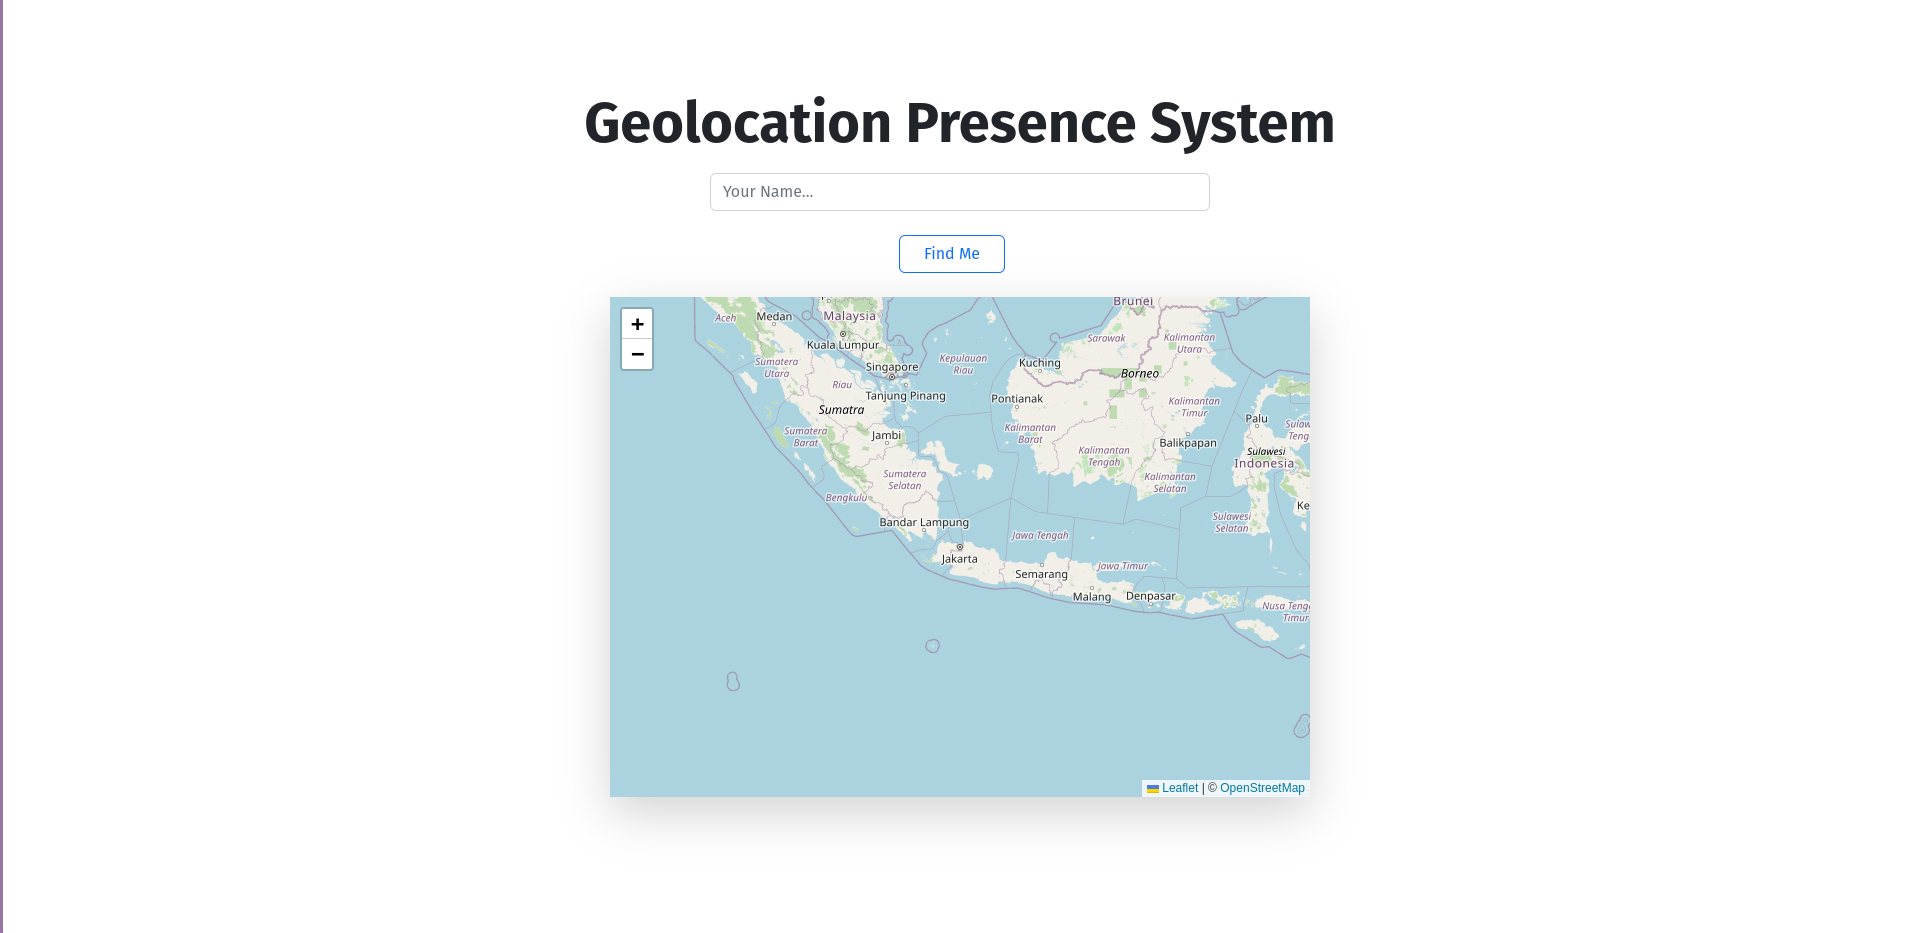 Geolocation Presence System
Your Name...
Find Me
+
−
Brunei
Aceh
Medan
Malaysia
Kuala Lumpur
Sarawak
Kalimantan
Utara
Sumatera
Utara
Singapore
Kepulauan
Riau
Kuching
Borneo
Riau
Tanjung Pinang
Pontianak
Sumatra
Kalimantan
Timur
Palu
Sumatera
Barat
Jambi
Kalimantan
Barat
Balikpapan
Sulaw
Teng
Sulawesi
Indonesia
Kalimantan
Tengah
Sumatera
Selatan
Kalimantan
Selatan
Bengkulu
Ke
Bandar Lampung
Sulawesi
Selatan
Jawa Tengah
Jakarta
Semarang
Jawa Timur
Malang
Denpasar
Nusa Tengg
Timur
Leaflet | © OpenStreetMap